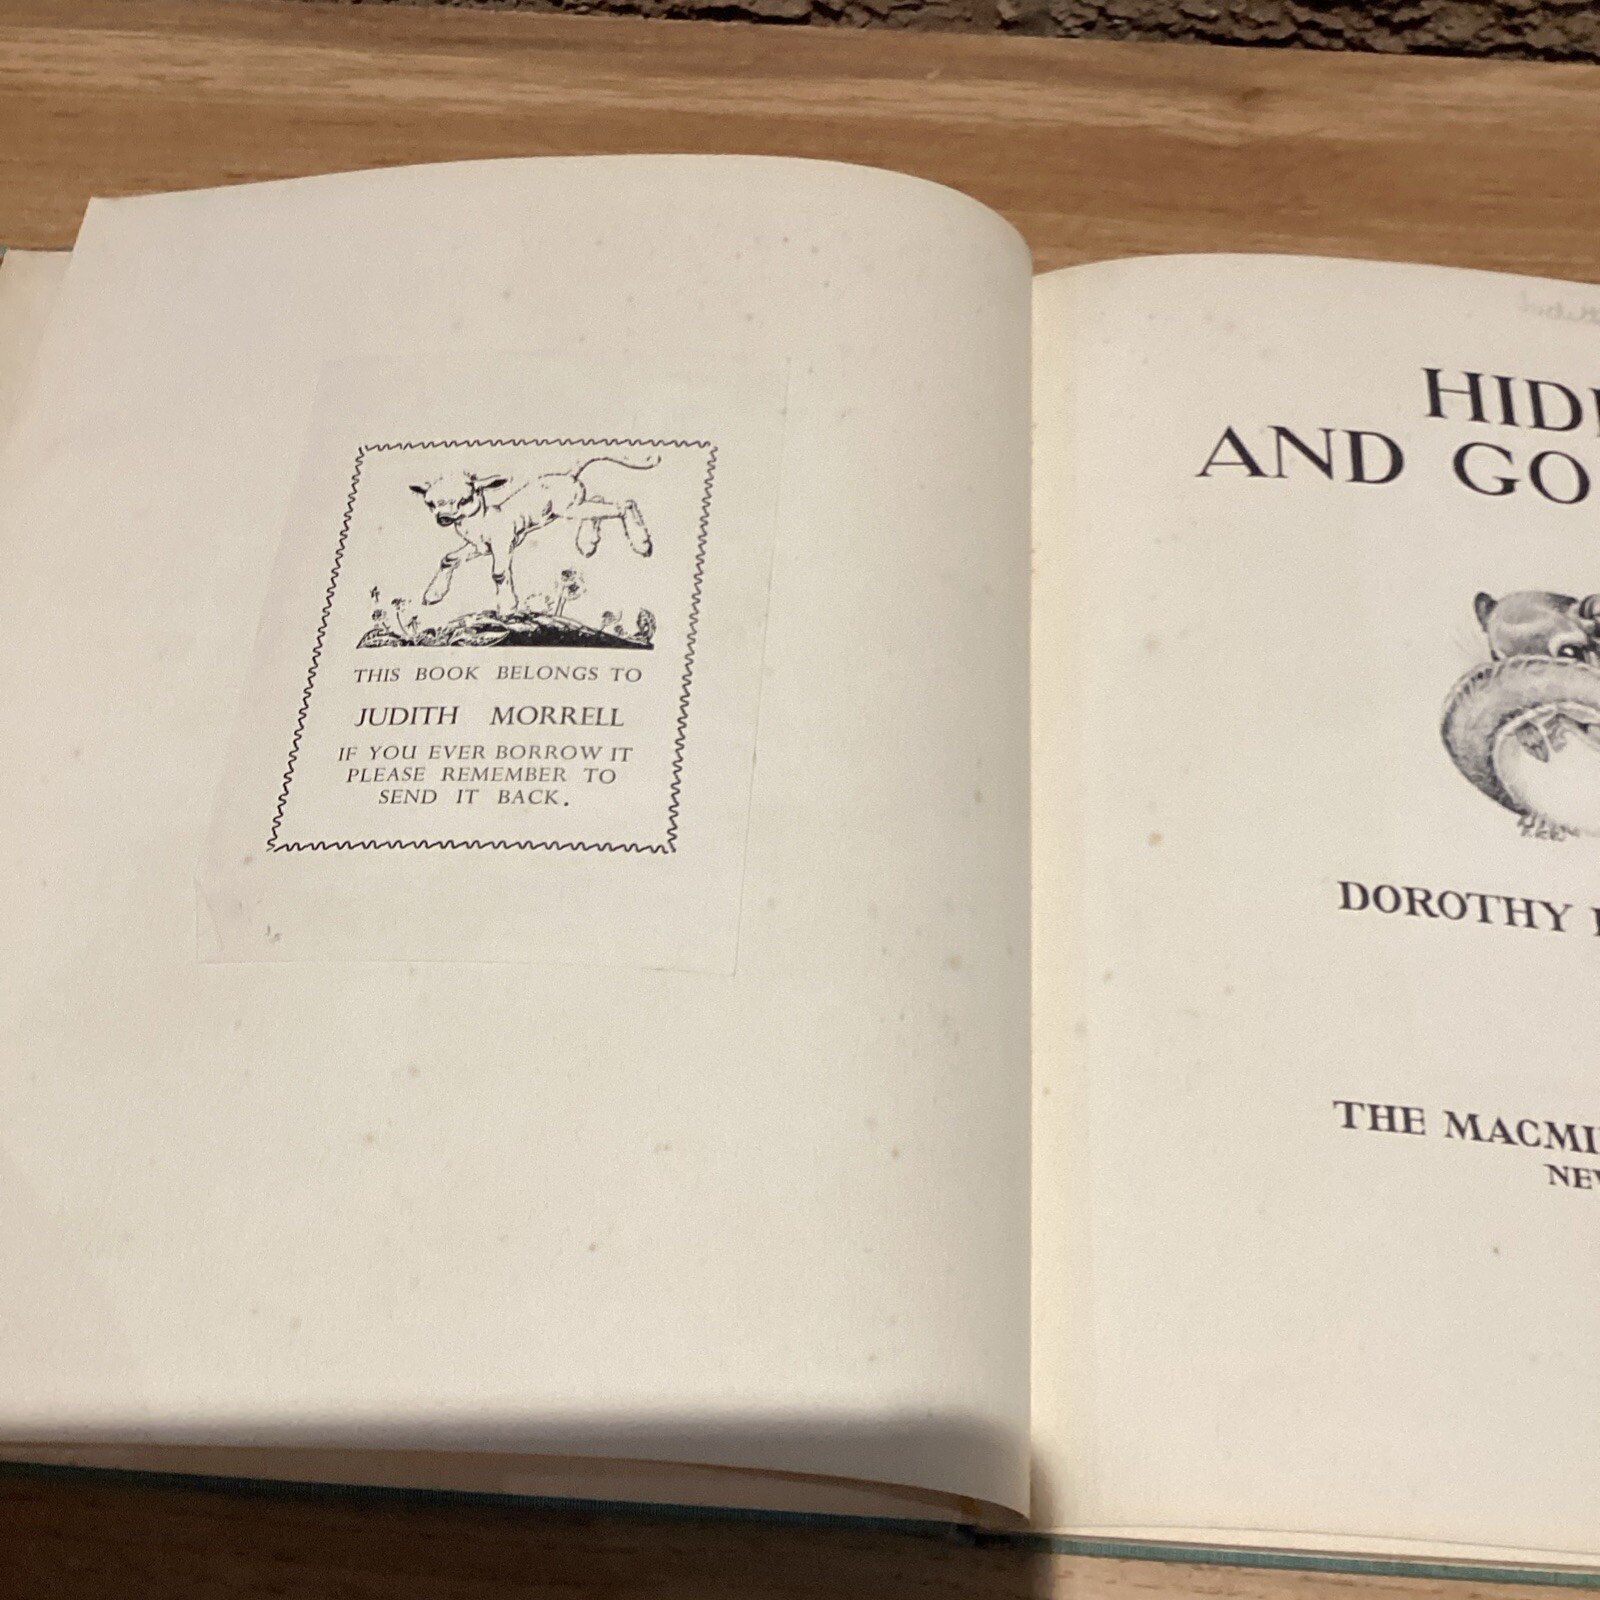 THIS BOOK BELONGS TO
JUDITH MORRELL
IF YOU EVER BORROW IT
PLEASE REMEMBER TO
SEND IT BACK.
HID
AND GO
DOROTHY
THE MACMI
NEW